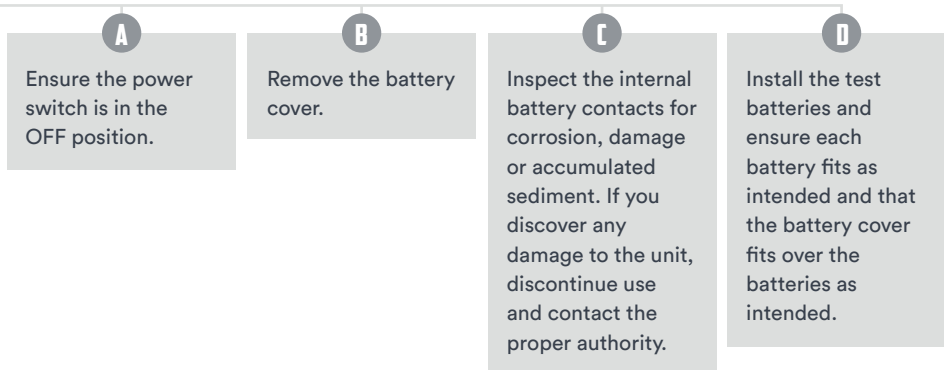 A
Ensure the power
switch is in the
OFF position.
B
Remove the battery
cover.
C
Inspect the internal
battery contacts for
corrosion, damage
or accumulated
sediment. If you
discover any
damage to the unit,
discontinue use
and contact the
proper authority.
D
Install the test
batteries and
ensure each
battery fits as
intended and that
the battery cover
fits over the
batteries as
intended.